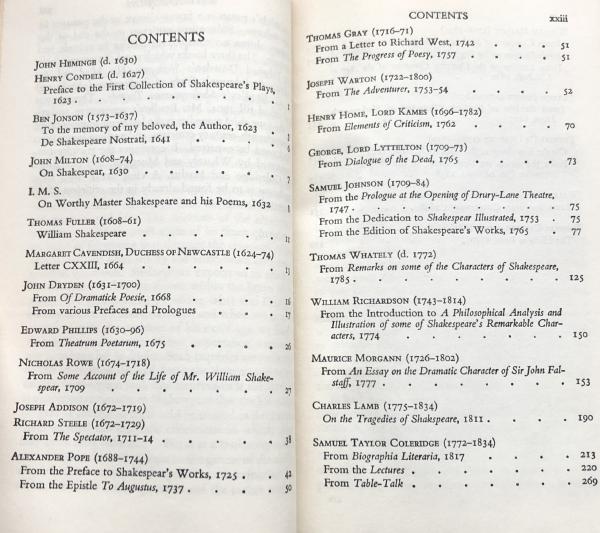 CONTENTS
JOHN HEMINGE (d. 1630)
HENRY CONDELL (d. 1627)
Preface to the First Collection of Shakespeare's Plays,
1623 . . . . . . . 1
BEN JONSON (1573–1637)
To the memory of my beloved, the Author, 1623 . .
De Shakespeare Nostrati, 1641 . . . . 6
JOHN MILTON (1608–74)
On Shakespear, 1630 . . . . . 7
I. M. S.
On Worthy Master Shakespeare and his Poems, 1632
THOMAS FULLER (1608–61)
William Shakespeare . . . . . 11
MARGARET CAVENDISH, DUCHESS OF NEWCASTLE (1624–74)
Letter CXXIII, 1664 . . . . . 13
JOHN DRYDEN (1631–1700)
From Of Dramatick Poesie, 1668 . . . . 16
From various Prefaces and Prologues . . . 17
EDWARD PHILLIPS (1630–96)
From Theatrum Poetarum, 1675 . . . . 26
NICHOLAS ROWE (1674–1718)
From Some Account of the Life of Mr. William Shake-
spear, 1709 . . . . . . 27
JOSEPH ADDISON (1672–1719)
RICHARD STEELE (1672–1729)
From The Spectator, 1711–14 . . . . 38
ALEXANDER POPE (1688–1744)
From the Preface to Shakespear's Works, 1725 . . 42
From the Epistle To Augustus, 1737 . . . 50
CONTENTS xxiii
THOMAS GRAY (1716–71)
From a Letter to Richard West, 1742 . . . 51
From The Progress of Poesy, 1757 . . . 51
JOSEPH WARTON (1722–1800)
From The Adventurer, 1753–54 . . . . 52
HENRY HOME, LORD KAMES (1696–1782)
From Elements of Criticism, 1762 . . . . 70
GEORGE, LORD LYTTELTON (1709–73)
From Dialogue of the Dead, 1765 . . . . 73
SAMUEL JOHNSON (1709–84)
From the Prologue at the Opening of Drury-Lane Theatre,
1747 . . . . . . . 75
From the Dedication to Shakespear Illustrated, 1753 . 75
From the Edition of Shakespeare's Works, 1765 . 77
THOMAS WHATELY (d. 1772)
From Remarks on some of the Characters of Shakespeare,
1785 . . . . . . . 125
WILLIAM RICHARDSON (1743–1814)
From the Introduction to A Philosophical Analysis and
Illustration of some of Shakespeare's Remarkable Char-
acters, 1774 . . . . . . 150
MAURICE MORGANN (1726–1802)
From An Essay on the Dramatic Character of Sir John Fal-
staff, 1777 . . . . . . 153
CHARLES LAMB (1775–1834)
On the Tragedies of Shakspeare, 1811 . . . 190
SAMUEL TAYLOR COLERIDGE (1772–1834)
From Biographia Literaria, 1817 . . . . 213
From the Lectures . . . . . 220
From Table-Talk . . . . . 269